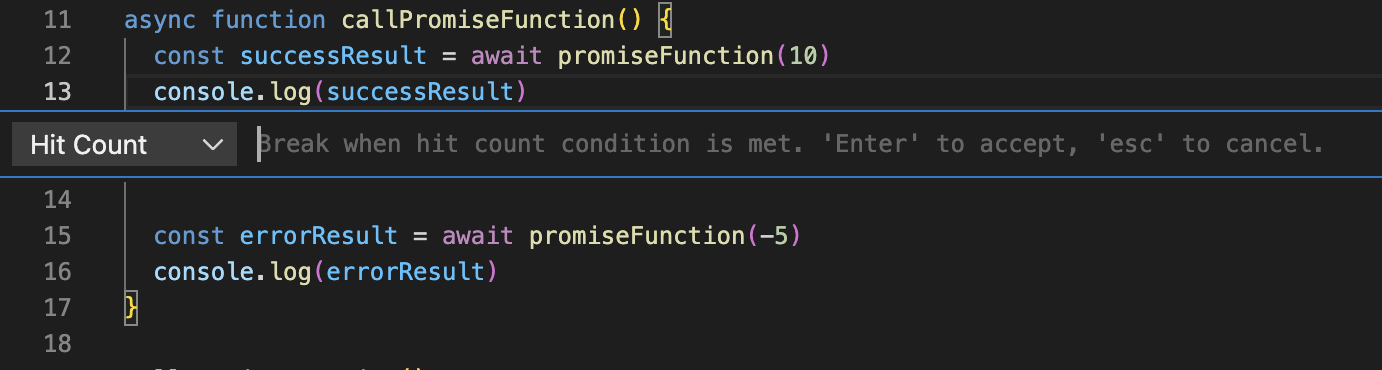 11 async function callPromiseFunction() {
12 const successResult = await promiseFunction(10)
13 console.log(successResult)
Hit Count Break when hit count condition is met. 'Enter' to accept, 'esc' to cancel.
14
15 const errorResult = await promiseFunction(-5)
16 console.log(errorResult)
17 }
18